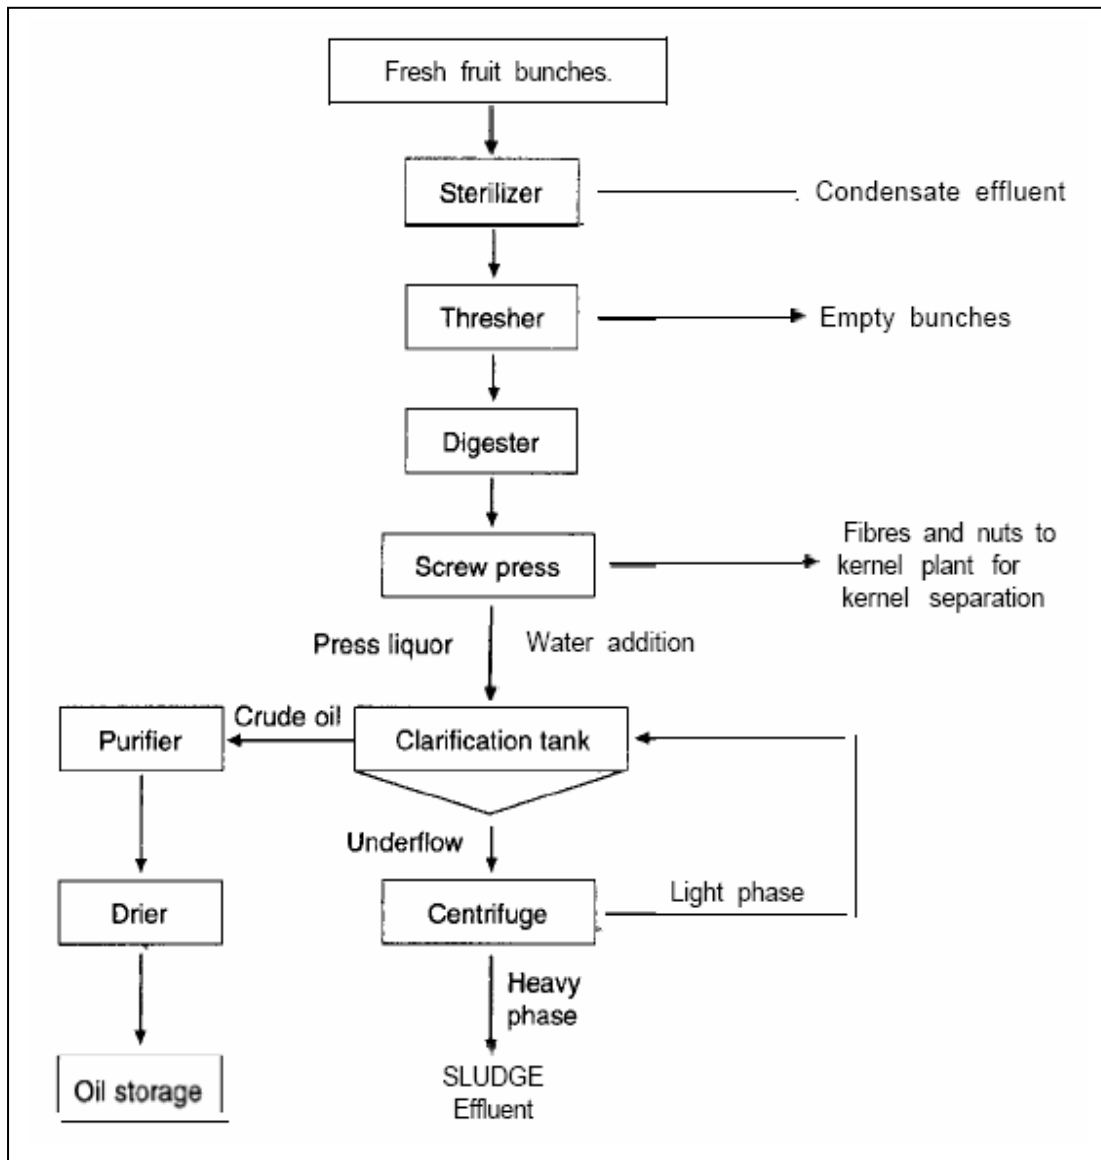 Fresh fruit bunches.
Sterilizer
. Condensate effluent
Thresher
Empty bunches
Digester
Screw press
Fibres and nuts to
kernel plant for
kernel separation
Press liquor
Water addition
Purifier
Crude oil
Clarification tank
Underflow
Drier
Centrifuge
Light phase
Heavy
phase
Oil storage
SLUDGE
Effluent